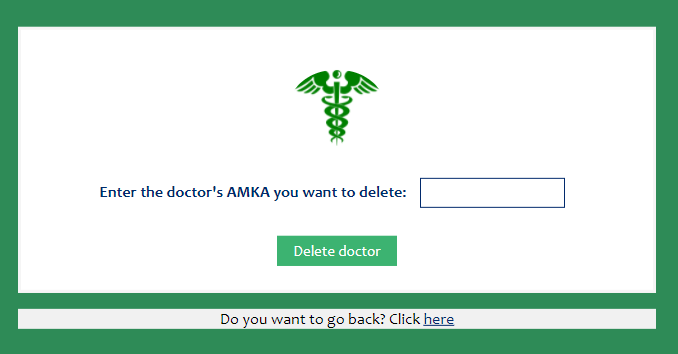 Enter the doctor's AMKA you want to delete:
Delete doctor
Do you want to go back? Click here